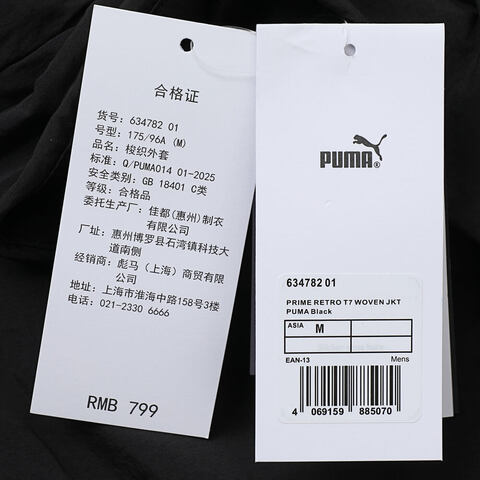 合格证
货号: 634782 01
号型: 175/96A (M)
品名: 梭织外套
标准: Q/PUMA014 01-2025
安全类别: GB 18401 C类
等级: 合格品
委托生产厂: 佳都(惠州)制衣
有限公司
厂址: 惠州博罗县石湾镇科技大
道南侧
经销商: 彪马(上海)商贸有限
公司
地址: 上海市淮海中路158号3楼
电话: 021-2330 6666
RMB 799
PUMA®
634782 01
PRIME RETRO T7 WOVEN JKT
PUMA Black
ASIA M
EAN-13 Mens
4 069159 885070